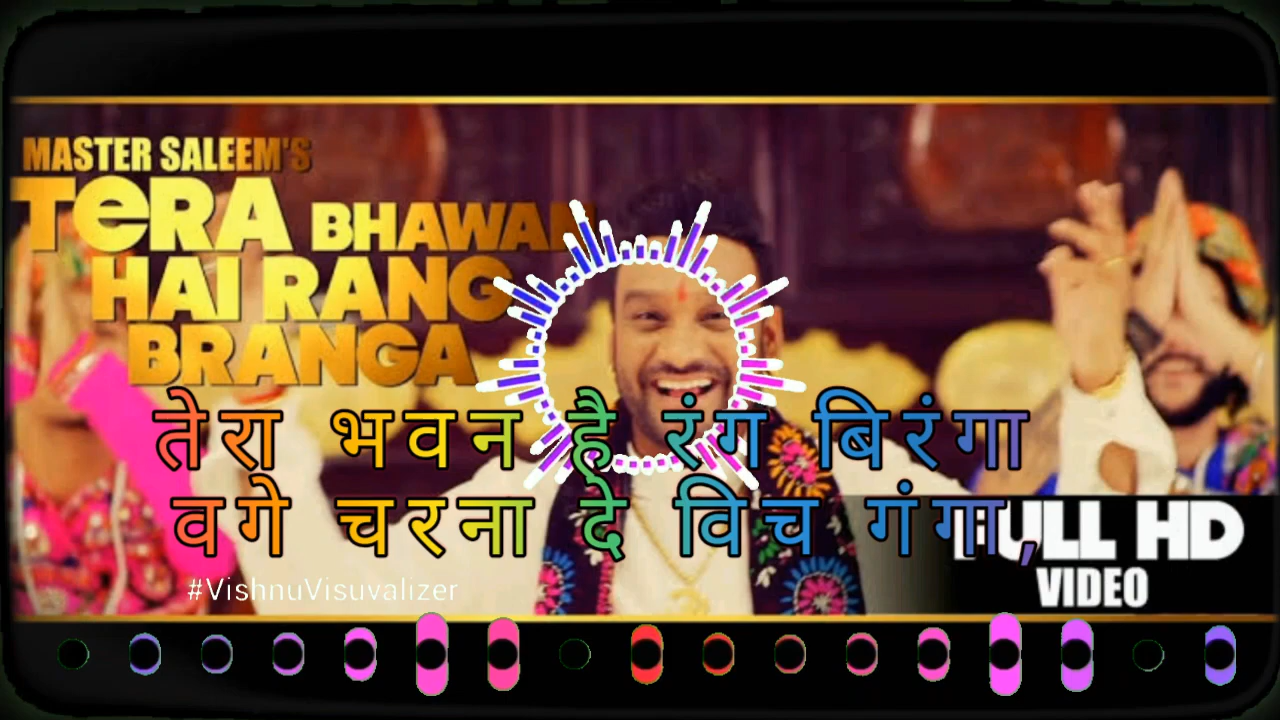 MASTER SALEEM'S
TERA BHAWAN
HAI RANG
BRANGA
तेरा भवन है रंग बिरंगा
वगे चरना दे विच गंगा,
FULL HD
VIDEO
#VishnuVisuvalizer